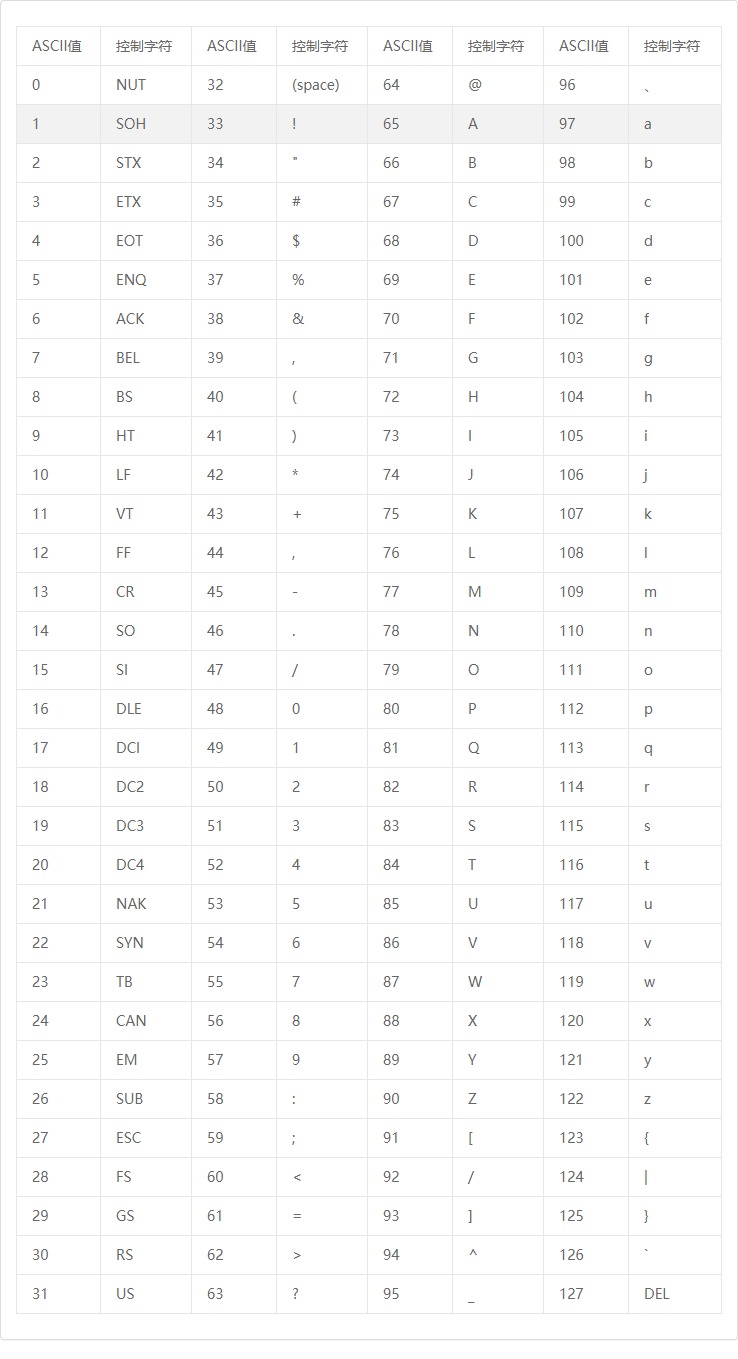 ASCII值 控制字符 ASCII值 控制字符 ASCII值 控制字符 ASCII值 控制字符
0 NUT 32 (space) 64 @ 96 、
1 SOH 33 ! 65 A 97 a
2 STX 34 " 66 B 98 b
3 ETX 35 # 67 C 99 c
4 EOT 36 $ 68 D 100 d
5 ENQ 37 % 69 E 101 e
6 ACK 38 & 70 F 102 f
7 BEL 39 , 71 G 103 g
8 BS 40 ( 72 H 104 h
9 HT 41 ) 73 I 105 i
10 LF 42 * 74 J 106 j
11 VT 43 + 75 K 107 k
12 FF 44 , 76 L 108 l
13 CR 45 - 77 M 109 m
14 SO 46 . 78 N 110 n
15 SI 47 / 79 O 111 o
16 DLE 48 0 80 P 112 p
17 DCI 49 1 81 Q 113 q
18 DC2 50 2 82 R 114 r
19 DC3 51 3 83 S 115 s
20 DC4 52 4 84 T 116 t
21 NAK 53 5 85 U 117 u
22 SYN 54 6 86 V 118 v
23 TB 55 7 87 W 119 w
24 CAN 56 8 88 X 120 x
25 EM 57 9 89 Y 121 y
26 SUB 58 : 90 Z 122 z
27 ESC 59 ; 91 [ 123 {
28 FS 60 < 92 / 124 |
29 GS 61 = 93 ] 125 }
30 RS 62 > 94 ^ 126 `
31 US 63 ? 95 _ 127 DEL